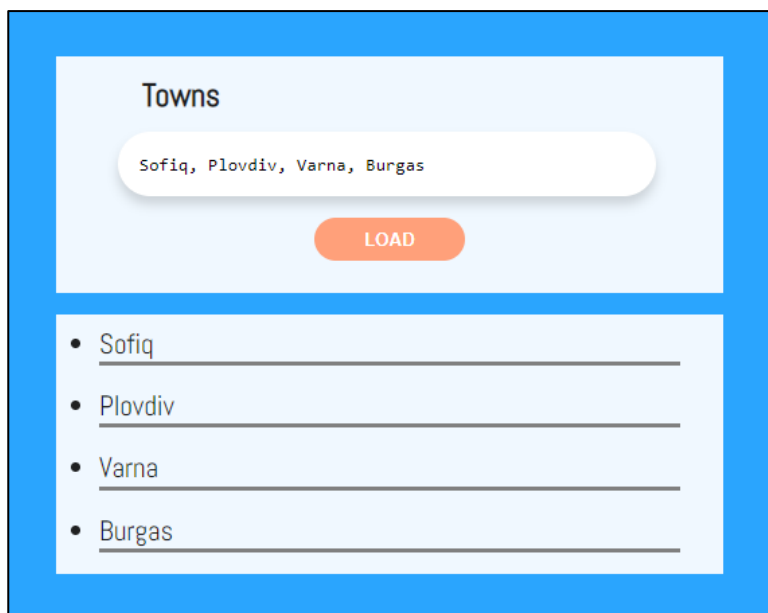 Towns
Sofiq, Plovdiv, Varna, Burgas
LOAD
Sofiq
Plovdiv
Varna
Burgas